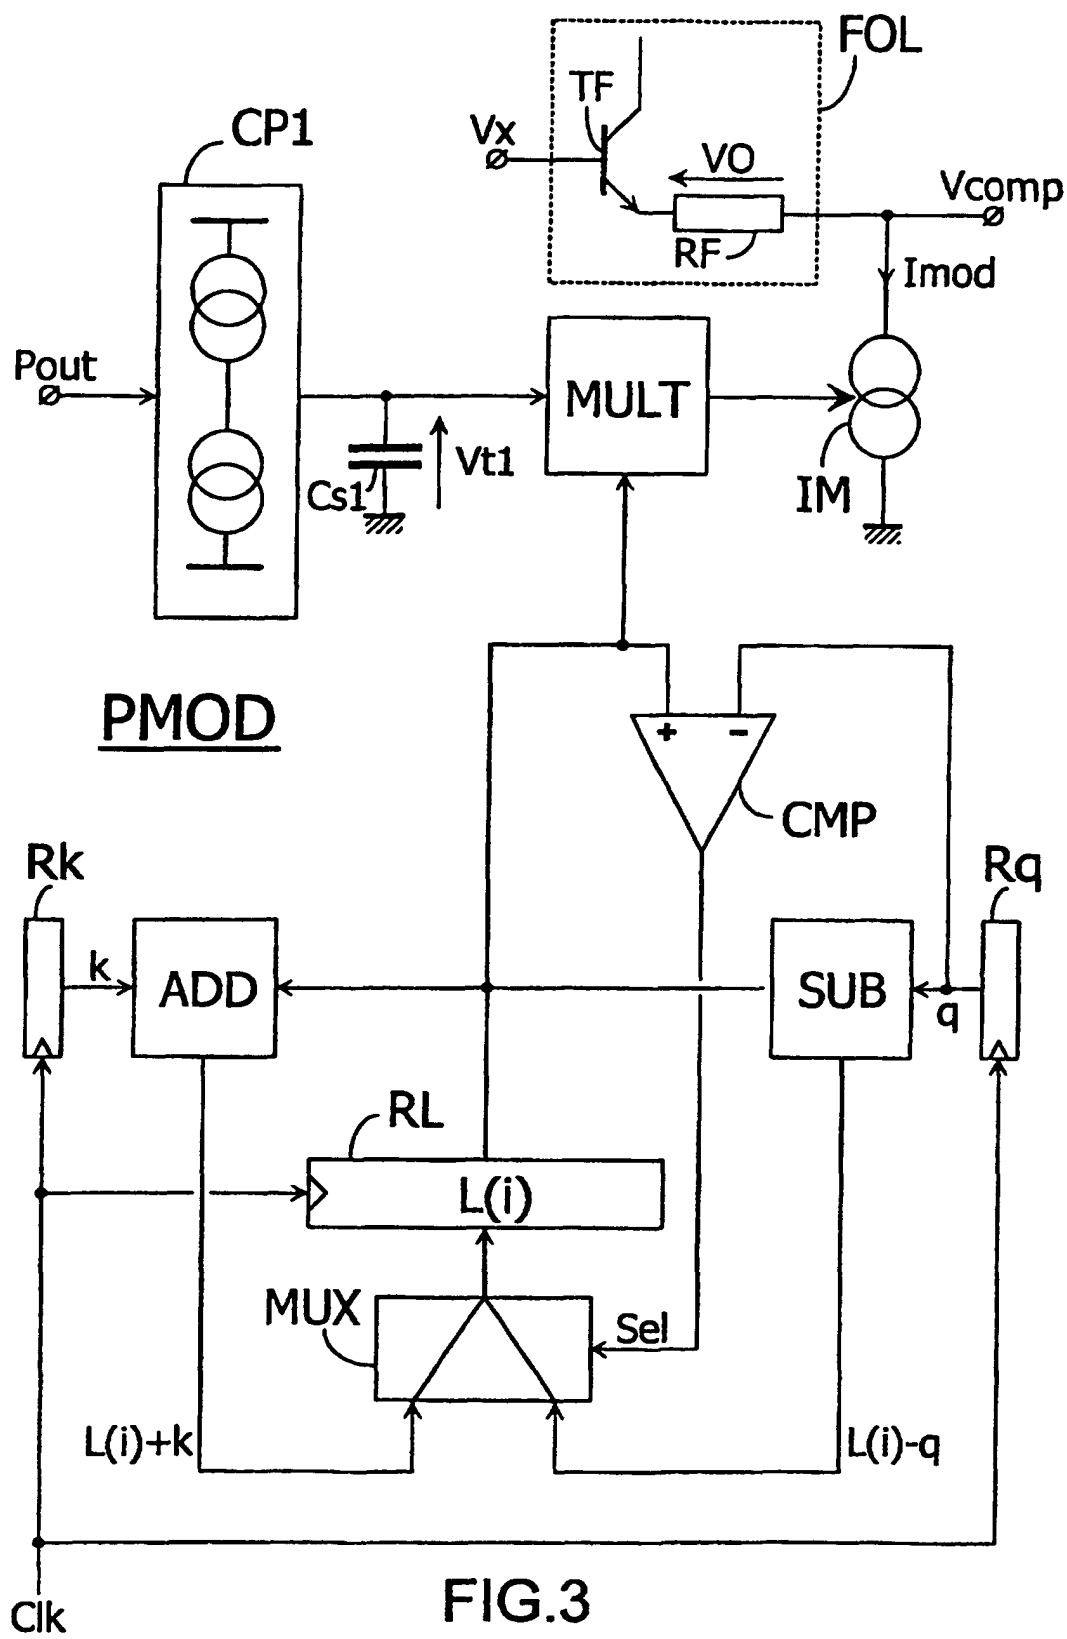 FOL
TF
CP1
Vx
VO
Vcomp
RF
Imod
Pout
MULT
Vt1
Cs1
IM
PMOD
+
-
CMP
Rk
Rq
k
ADD
SUB
q
RL
L(i)
MUX
Sel
L(i)+k
L(i)-q
Clk
FIG.3